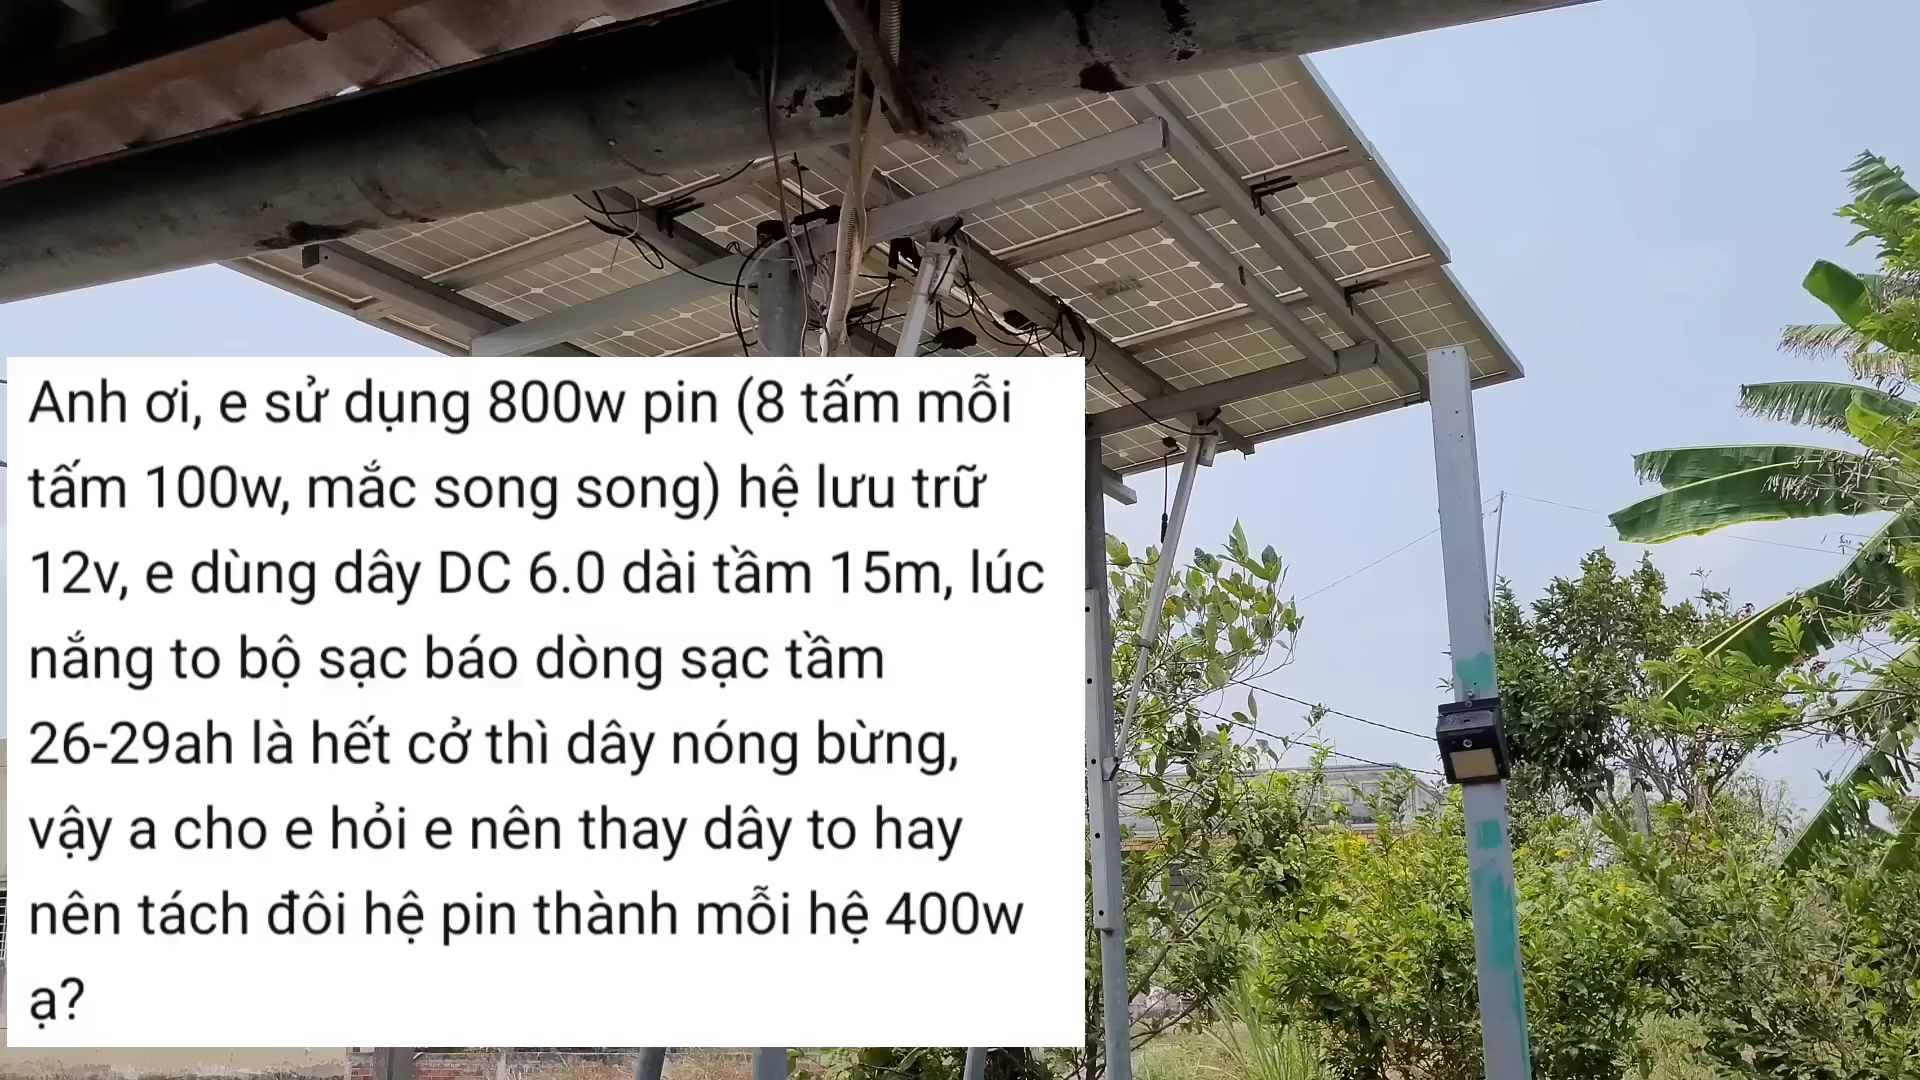 Anh ơi, e sử dụng 800w pin (8 tấm mỗi
tấm 100w, mắc song song) hệ lưu trữ
12v, e dùng dây DC 6.0 dài tầm 15m, lúc
nắng to bộ sạc báo dòng sạc tầm
26-29ah là hết cở thì dây nóng bừng,
vậy a cho e hỏi e nên thay dây to hay
nên tách đôi hệ pin thành mỗi hệ 400w
ạ?